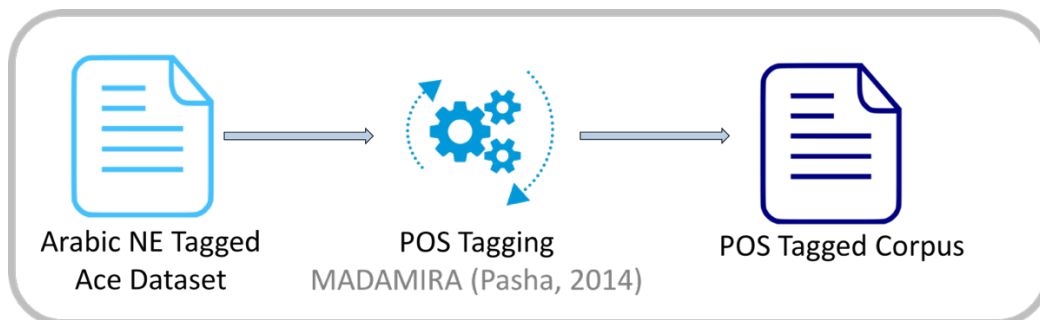 Arabic NE Tagged
Ace Dataset
POS Tagging
MADAMIRA (Pasha, 2014)
POS Tagged Corpus